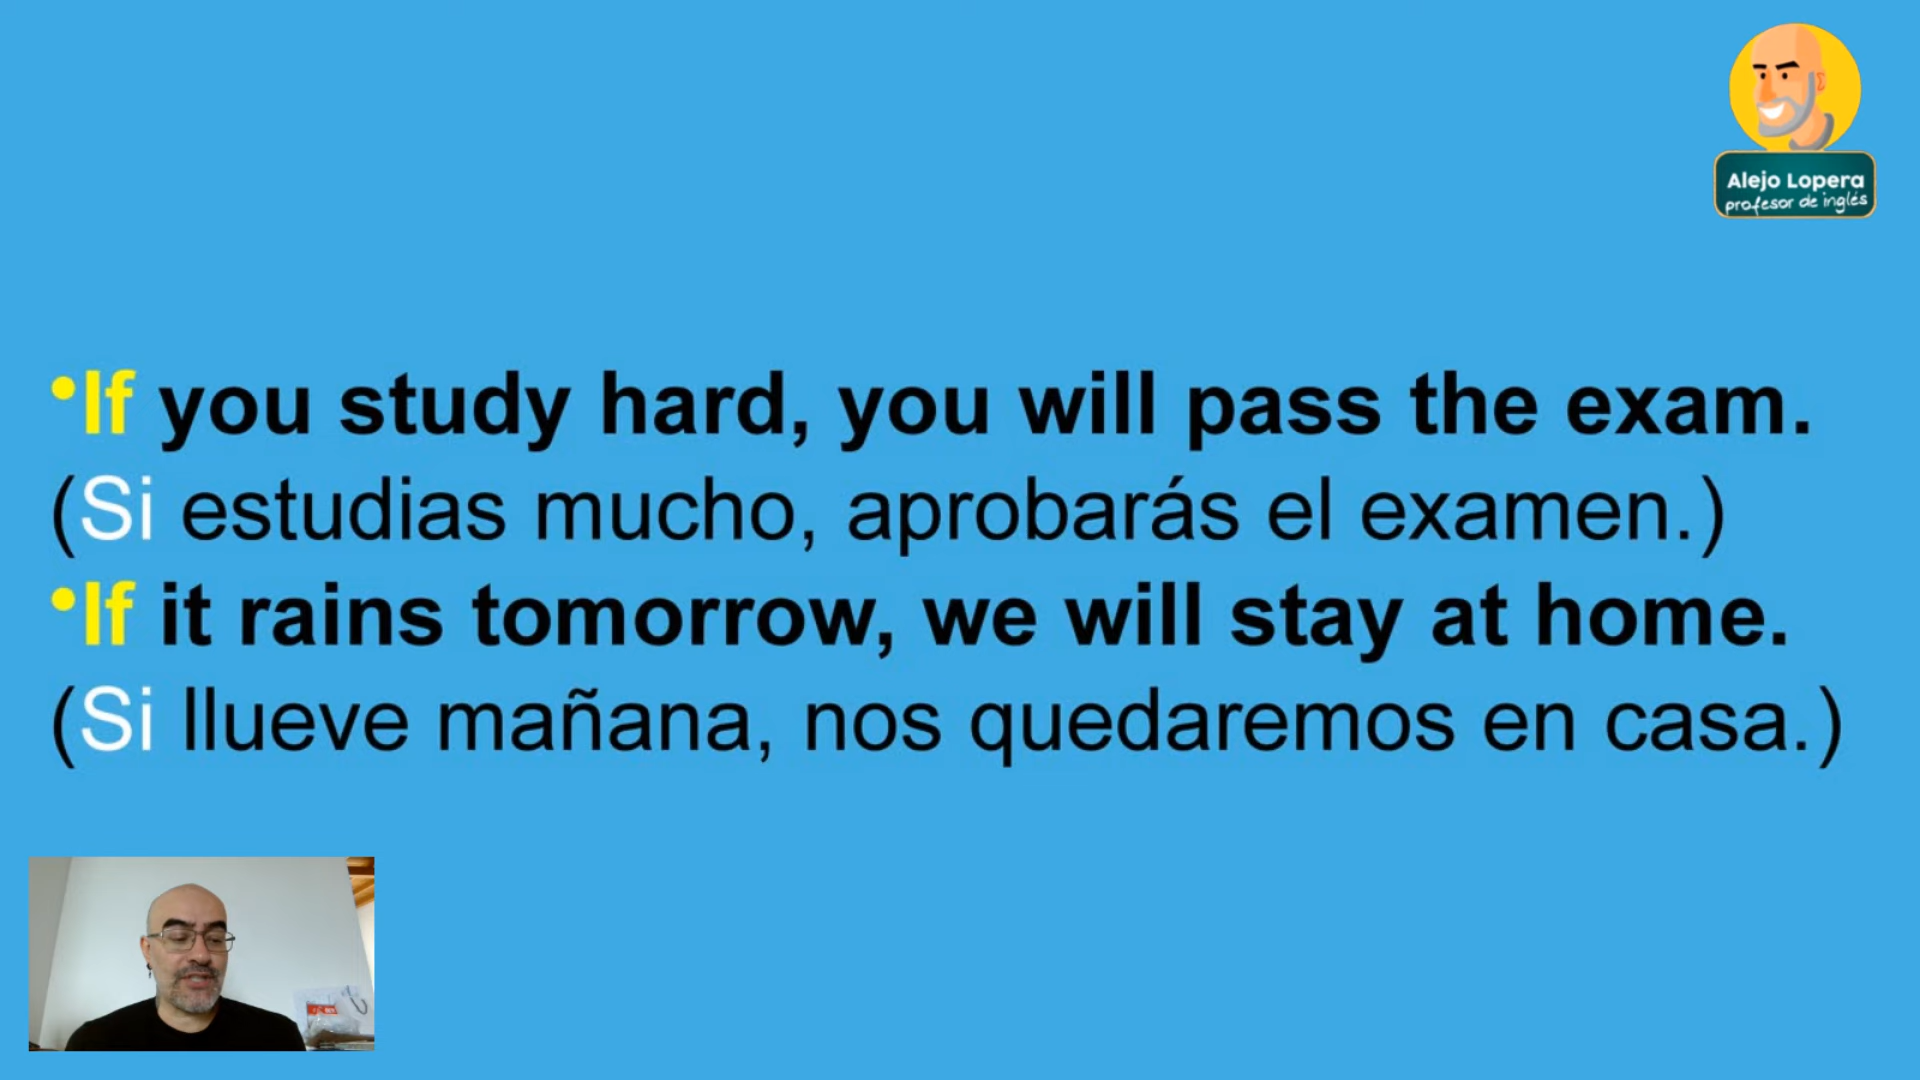 Alejo Lopera
profesor de inglés
•If you study hard, you will pass the exam.
(Si estudias mucho, aprobarás el examen.)
•If it rains tomorrow, we will stay at home.
(Si llueve mañana, nos quedaremos en casa.)